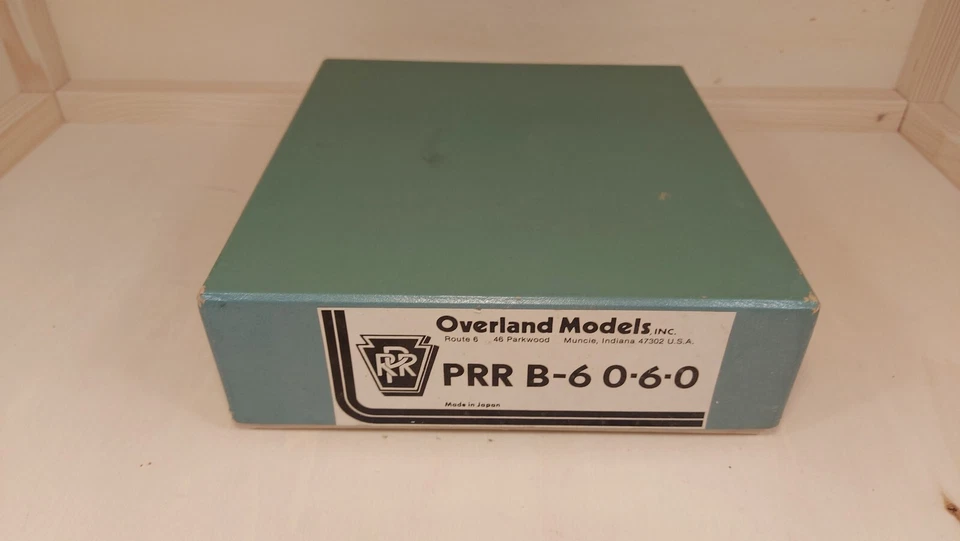 Overland Models, INC.
Route 6 46 Parkwood Muncie, Indiana 47302 U.S.A.
PRR
PRR B-6 0-6-0
Made in Japan